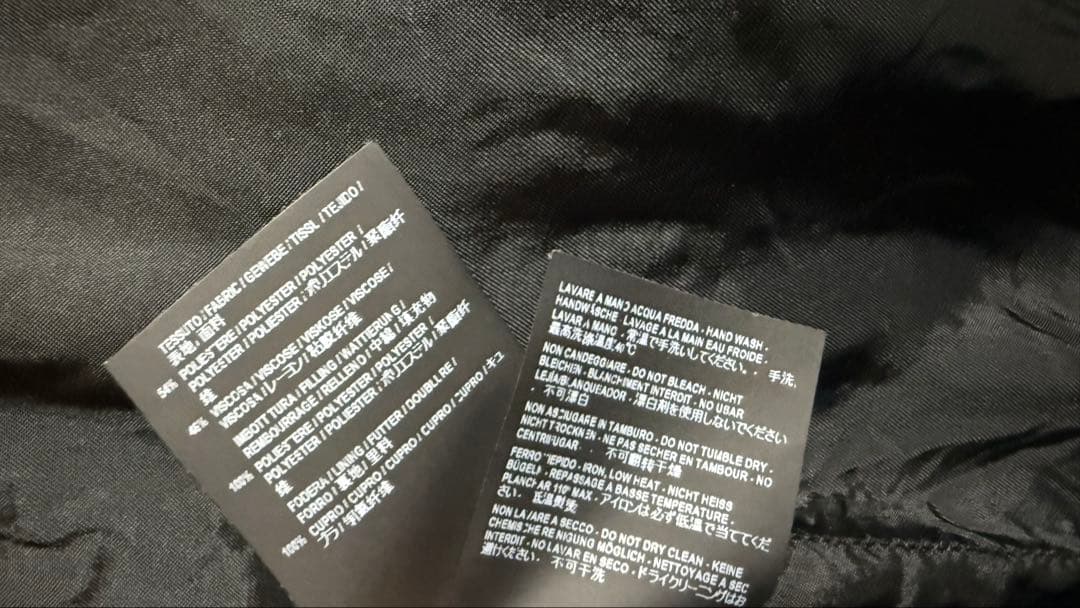 TESSUTO / FABRIC / GEWEBE / TISSU / TEJIDO /
表地 / 面料
54% POLIESTERE / POLYESTER / POLYESTER /
POLYESTER / POLIESTER / ポリエステル / 聚酯纤
维
VISCOSA / VISCOSE / VISKOSE / VISCOSE /
VISCOSA / レーヨン / 粘胶纤维
IMBOTTITURA / FILLING / WATTIERUNG /
REMBOURRAGE / RELLENO / 中綿 / 填充物
100% POLIESTERE / POLYESTER / POLYESTER /
POLYESTER / POLIESTER / ポリエステル / 聚酯纤
维
FODERA / LINING / FUTTER / DOUBLURE /
FORRO / 裏地 / 里料
100% CUPRO / CUPRO / CUPRO / CUPRO / CUPRO / キュ
プラ / 铜氨纤维
LAVARE A MANO ACQUA FREDDA - HAND WASH -
HANDWÄSCHE - LAVAGE A LA MAIN EAU FROIDE -
LAVAR A MANO - 常温で手洗いしてください。 - 手洗,
最高洗涤温度40℃
NON CANDEGGIARE - DO NOT BLEACH - NICHT
BLEICHEN - BLANCHIMENT INTERDIT - NO USAR
LEJIA/BLANQUEADOR - 漂白剤を使用しないでください
- 不可漂白
NON ASCIUGARE IN TAMBURO - DO NOT TUMBLE DRY -
NICHT TROCKNEN - NE PAS SECHER EN TAMBOUR - NO
CENTRIFUGAR - 不可翻转干燥
FERRO TIEPIDO - IRON, LOW HEAT - NICHT HEISS
BÜGELN - REPASSAGE A BASSE TEMPERATURE -
PLANCHAR 110° MAX - アイロンは必ず低温で当ててくだ
さい - 低温熨烫
NON LAVARE A SECCO - DO NOT DRY CLEAN - KEINE
CHEMISCHE REINIGUNG MÖGLICH - NETTOYAGE A SEC
INTERDIT - NO LAVAR EN SECO - ドライクリーニングはお
避けください - 不可干洗